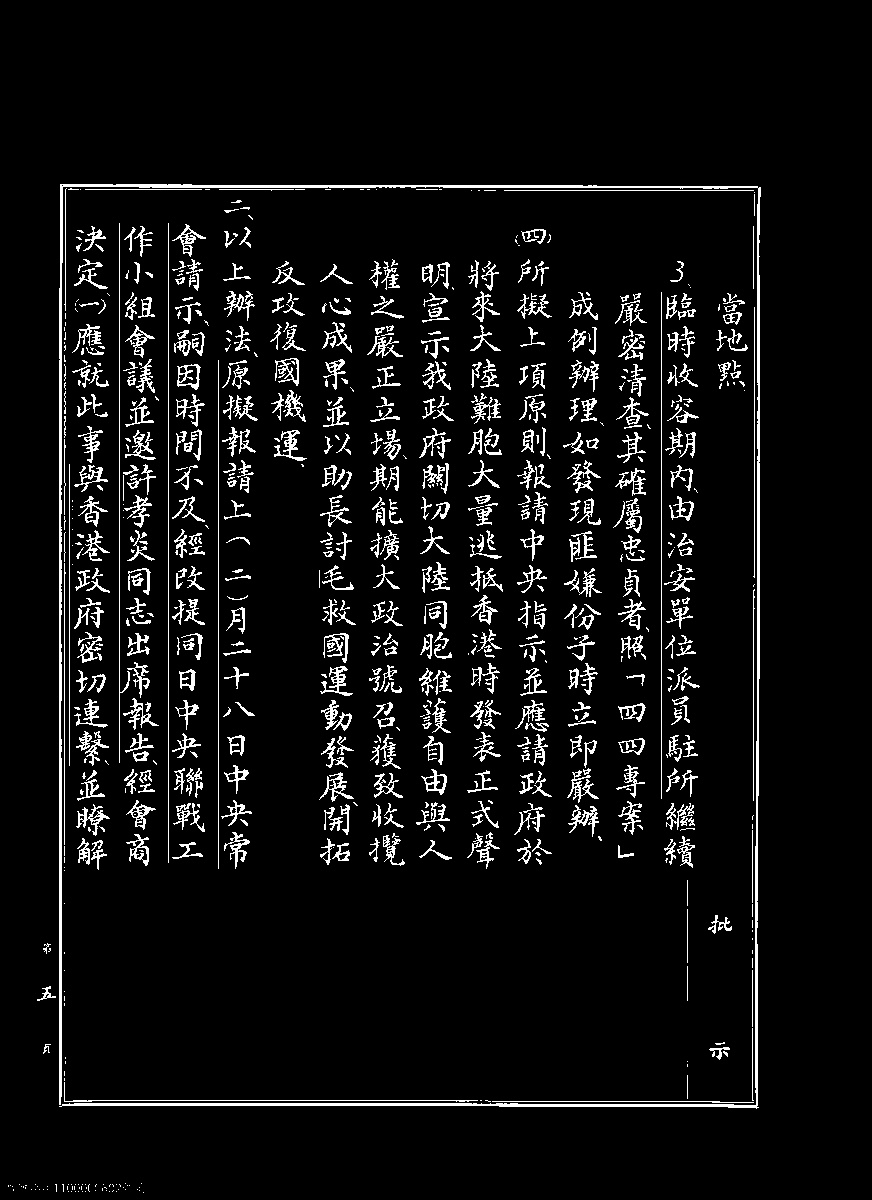 當地點、
3.臨時收容期內、由治安單位派員駐所繼續
嚴密清查、其確屬忠貞者、照「四四專案」
成例辦理、如發現匪嫌份子時立即嚴辦、
(四)所擬上項原則、報請中央指示、並應請政府於
將來大陸難胞大量逃抵香港時發表正式聲
明、宣示我政府關切大陸同胞維護自由與人
權之嚴正立場、期能擴大政治號召、獲致收攬
人心成果、並以助長討毛救國運動發展、開拓
反攻復國機運、
二、以上辦法、原擬報請上(二)月二十八日中央常
會請示、嗣因時間不及、經改提同日中央聯戰工
作小組會議、並邀許孝炎同志出席報告、經會商
決定(一)應就此事與香港政府密切連繫、並瞭解
批示
第五頁